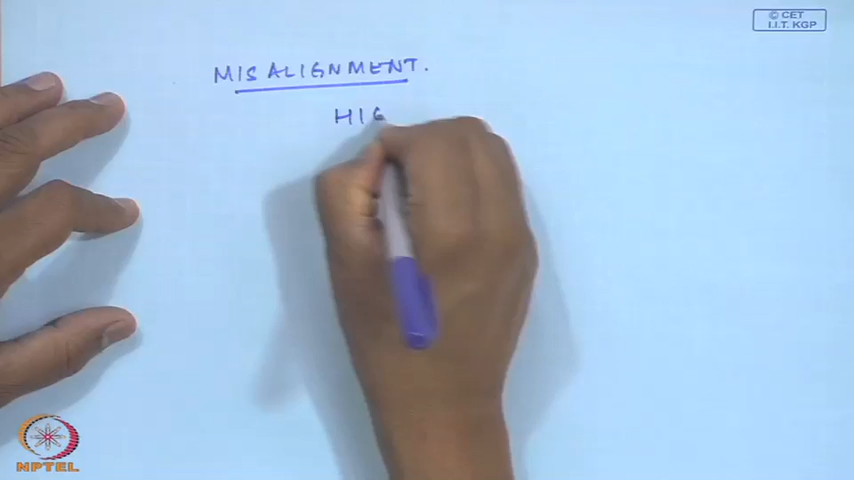 © CET
I.I.T. KGP
MISALIGNMENT.
HIG
NPTEL